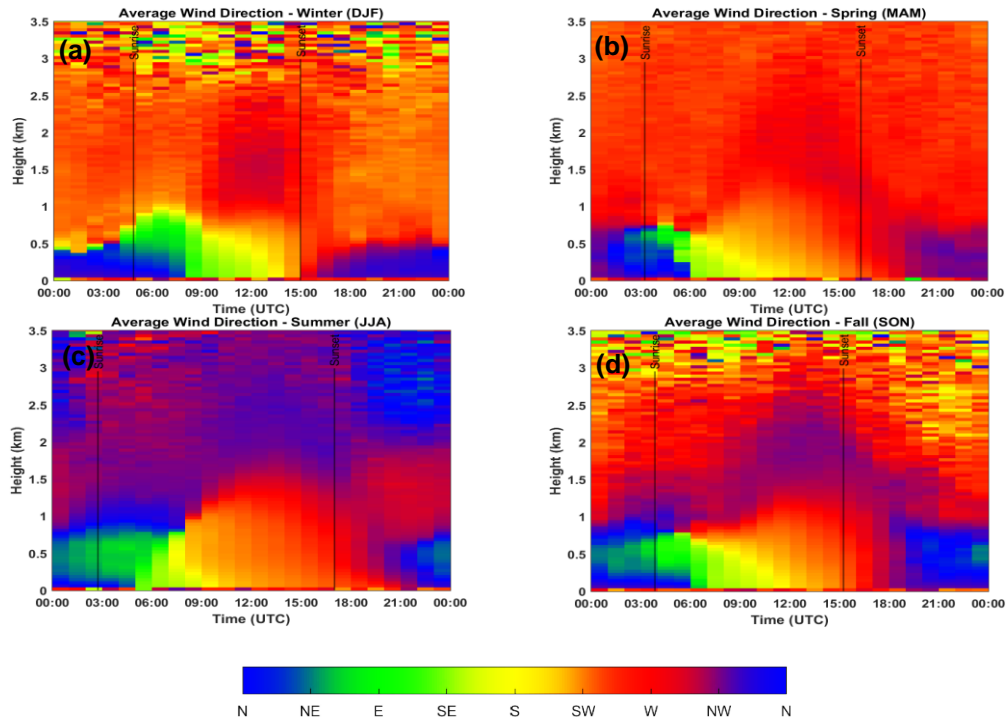 Average Wind Direction - Winter (DJF)
(a)
Sunrise
Sunset
Height (km)
3.5
3
2.5
2
1.5
1
0.5
0
00:00 03:00 06:00 09:00 12:00 15:00 18:00 21:00 00:00
Time (UTC)
Average Wind Direction - Spring (MAM)
(b)
Sunrise
Sunset
Height (km)
3.5
3
2.5
2
1.5
1
0.5
0
00:00 03:00 06:00 09:00 12:00 15:00 18:00 21:00 00:00
Time (UTC)
Average Wind Direction - Summer (JJA)
(c)
Sunrise
Sunset
Height (km)
3.5
3
2.5
2
1.5
1
0.5
0
00:00 03:00 06:00 09:00 12:00 15:00 18:00 21:00 00:00
Time (UTC)
Average Wind Direction - Fall (SON)
(d)
Sunrise
Sunset
Height (km)
3.5
3
2.5
2
1.5
1
0.5
0
00:00 03:00 06:00 09:00 12:00 15:00 18:00 21:00 00:00
Time (UTC)
N NE E SE S SW W NW N